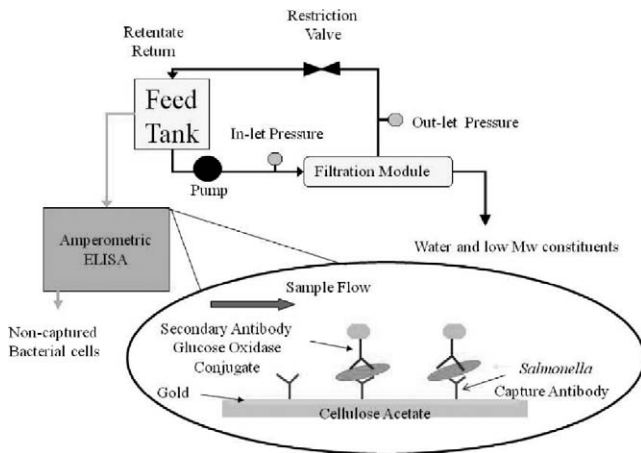 Restriction
Valve
Retentate
Return
Feed
Tank
In-let Pressure
Out-let Pressure
Pump
Filtration Module
Amperometric
ELISA
Water and low Mw constituents
Sample Flow
Non-captured
Bacterial cells
Secondary Antibody
Glucose Oxidase
Conjugate
Salmonella
Capture Antibody
Gold
Cellulose Acetate